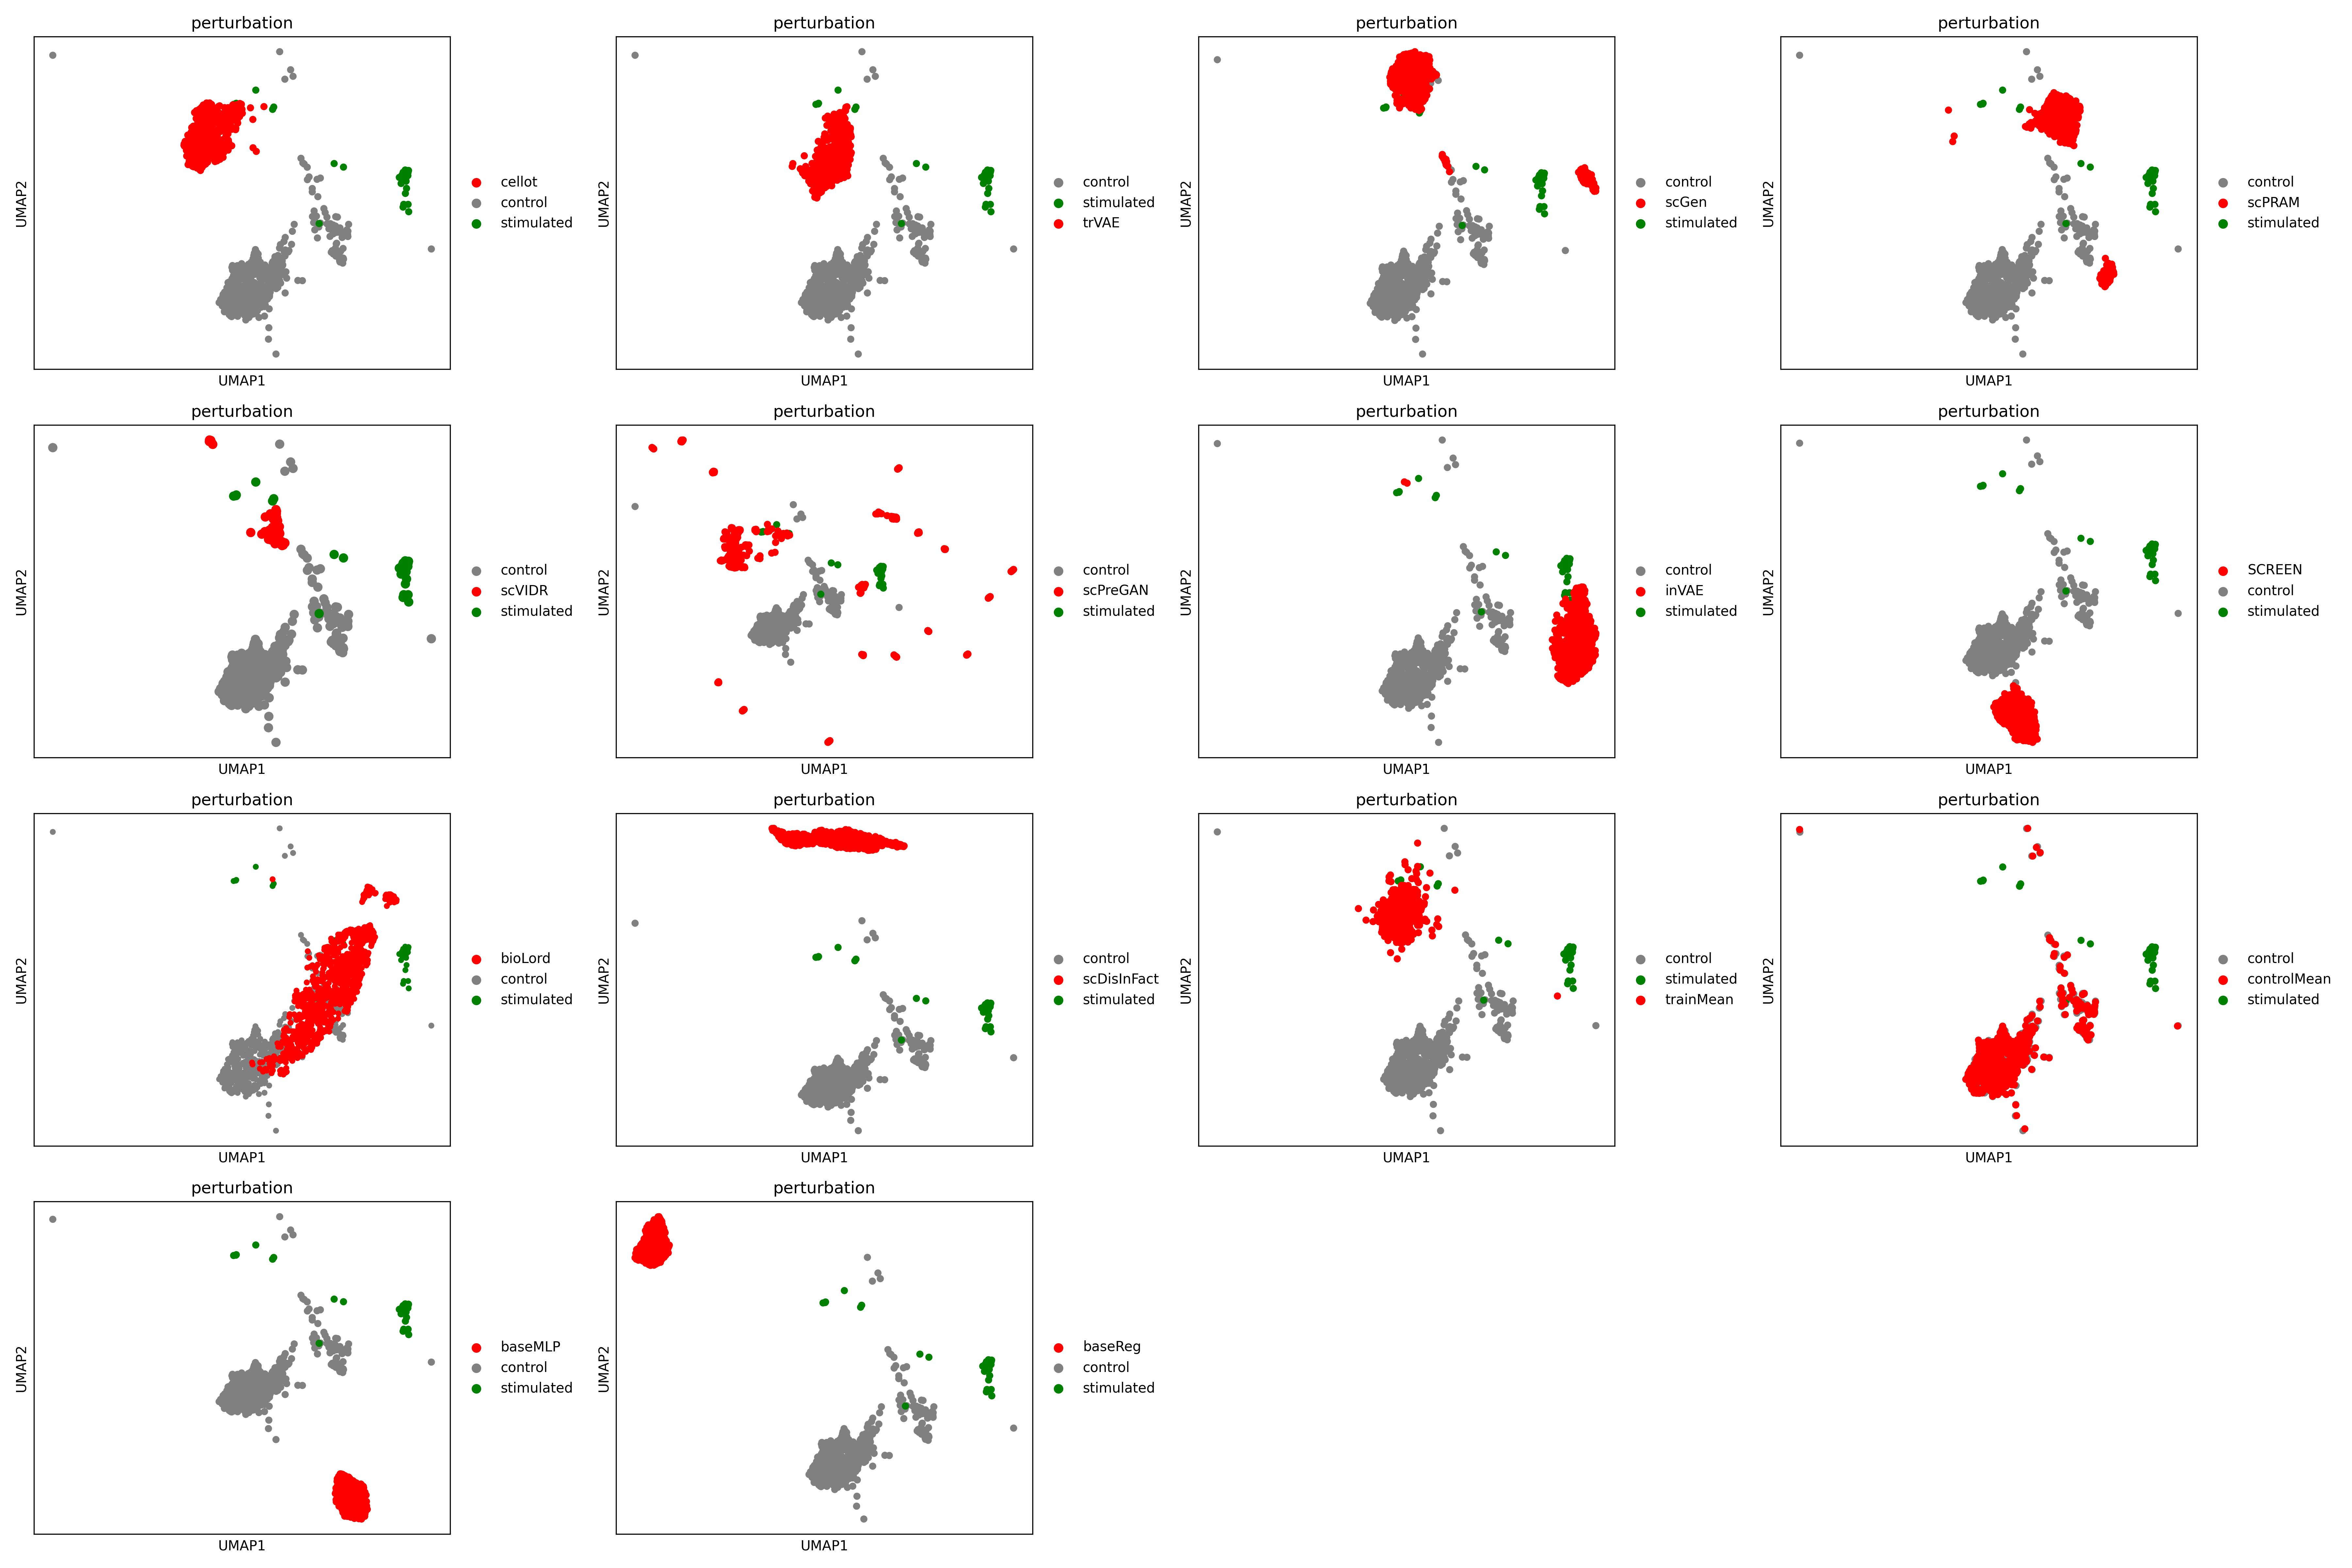 perturbation
UMAP2
UMAP1
cellot
control
stimulated
perturbation
UMAP2
UMAP1
control
stimulated
trVAE
perturbation
UMAP2
UMAP1
control
scGen
stimulated
perturbation
UMAP2
UMAP1
control
scPRAM
stimulated
perturbation
UMAP2
UMAP1
control
scVIDR
stimulated
perturbation
UMAP2
UMAP1
control
scPreGAN
stimulated
perturbation
UMAP2
UMAP1
control
inVAE
stimulated
perturbation
UMAP2
UMAP1
SCREEN
control
stimulated
perturbation
UMAP2
UMAP1
bioLord
control
stimulated
perturbation
UMAP2
UMAP1
control
scDisInFact
stimulated
perturbation
UMAP2
UMAP1
control
stimulated
trainMean
perturbation
UMAP2
UMAP1
control
controlMean
stimulated
perturbation
UMAP2
UMAP1
baseMLP
control
stimulated
perturbation
UMAP2
UMAP1
baseReg
control
stimulated